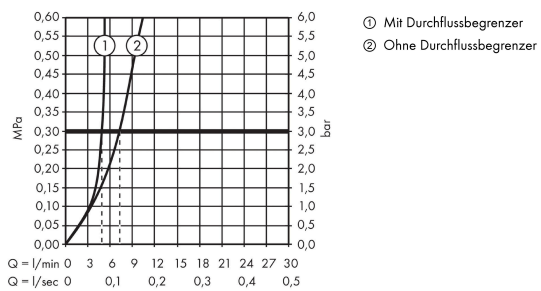 0,60 6,0
0,55 5,5
0,50 5,0
0,45 4,5
0,40 4,0
0,35 3,5
0,30 3,0
0,25 2,5
0,20 2,0
0,15 1,5
0,10 1,0
0,05 0,5
0,00 0,0
MPa
bar
1 2
Q = l/min 0 3 6 9 12 15 18 21 24 27 30
Q = l/sec 0 0,1 0,2 0,3 0,4 0,5
① Mit Durchflussbegrenzer
② Ohne Durchflussbegrenzer